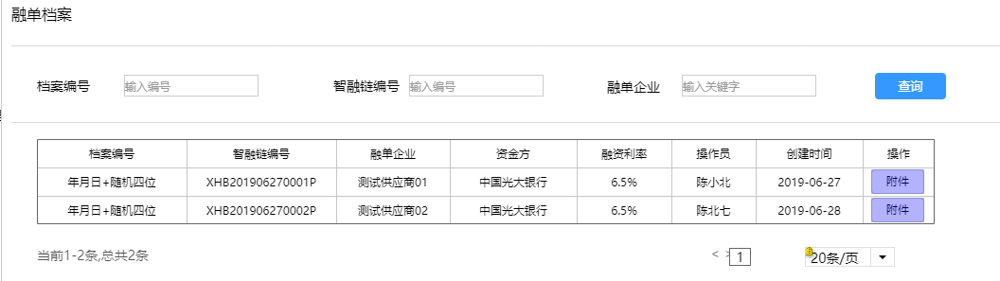 融单档案
档案编号 输入编号 智融链编号 输入编号 融单企业 输入关键字 查询
档案编号 智融链编号 融单企业 资金方 融资利率 操作员 创建时间 操作
年月日+随机四位 XHB201906270001P 测试供应商01 中国光大银行 6.5% 陈小北 2019-06-27 附件
年月日+随机四位 XHB201906270002P 测试供应商02 中国光大银行 6.5% 陈北七 2019-06-28 附件
当前1-2条,总共2条 < > 1 20条/页